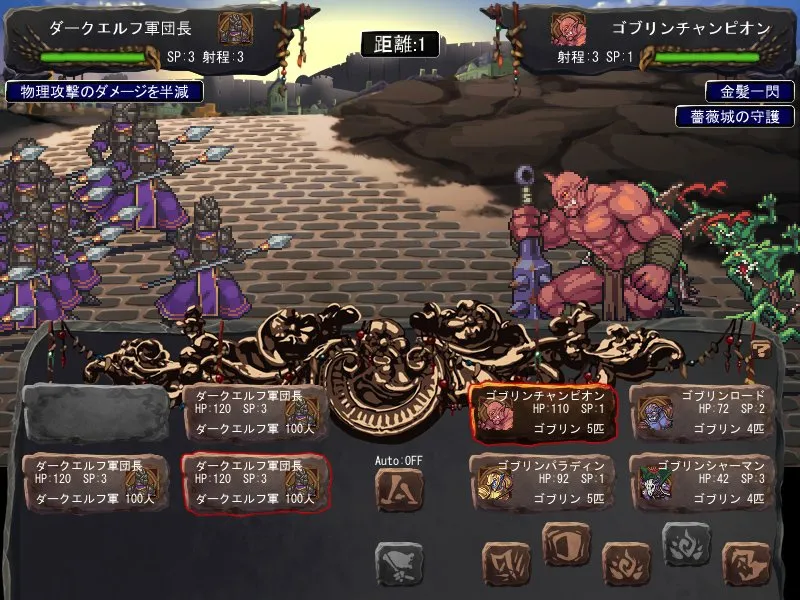 ダークエルフ軍団長
SP:3 射程:3
距離:1
ゴブリンチャンピオン
射程:3 SP:1
物理攻撃のダメージを半減
金髪一閃
薔薇城の守護
?
ダークエルフ軍団長
HP:120 SP:3
ダークエルフ軍 100人
ゴブリンチャンピオン
HP:110 SP:1
ゴブリン 5匹
ゴブリンロード
HP:72 SP:2
ゴブリン 4匹
ダークエルフ軍団長
HP:120 SP:3
ダークエルフ軍 100人
ダークエルフ軍団長
HP:120 SP:3
ダークエルフ軍 100人
Auto:OFF
ゴブリンパラディン
HP:92 SP:1
ゴブリン 5匹
ゴブリンシャーマン
HP:42 SP:3
ゴブリン 4匹